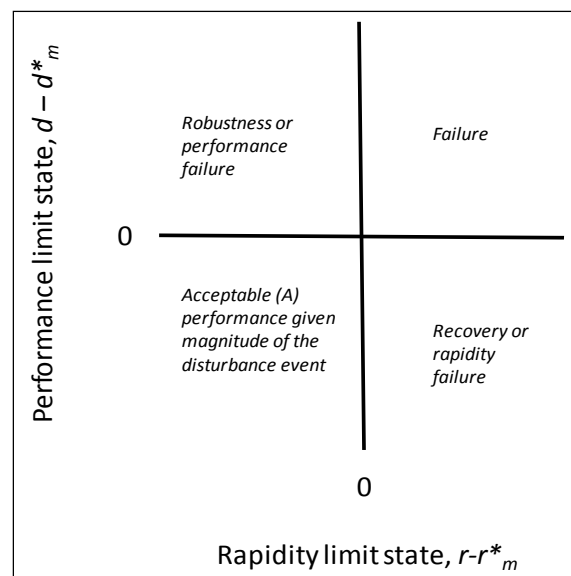 Performance limit state, d – d*m
Robustness or
performance
failure
Failure
0
Acceptable (A)
performance given
magnitude of the
disturbance event
Recovery or
rapidity
failure
0
Rapidity limit state, r-r*m